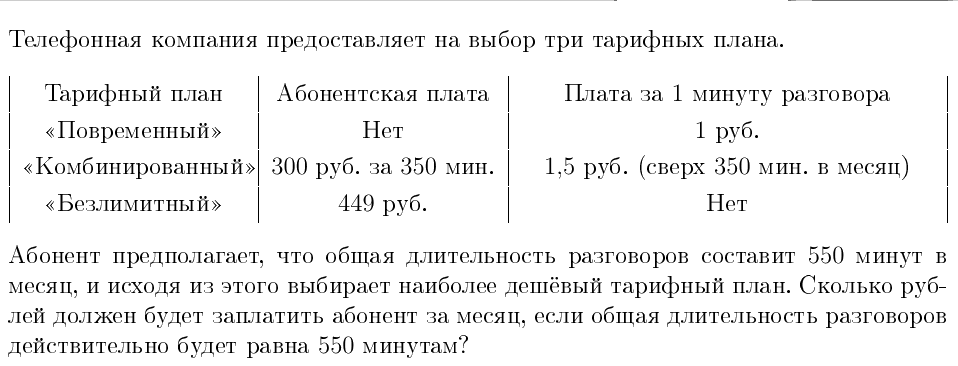 Телефонная компания предоставляет на выбор три тарифных плана.
Тарифный план Абонентская плата Плата за 1 минуту разговора
«Повременный» Нет 1 руб.
«Комбинированный» 300 руб. за 350 мин. 1,5 руб. (сверх 350 мин. в месяц)
«Безлимитный» 449 руб. Нет
Абонент предполагает, что общая длительность разговоров составит 550 минут в
месяц, и исходя из этого выбирает наиболее дешёвый тарифный план. Сколько руб-
лей должен будет заплатить абонент за месяц, если общая длительность разговоров
действительно будет равна 550 минутам?